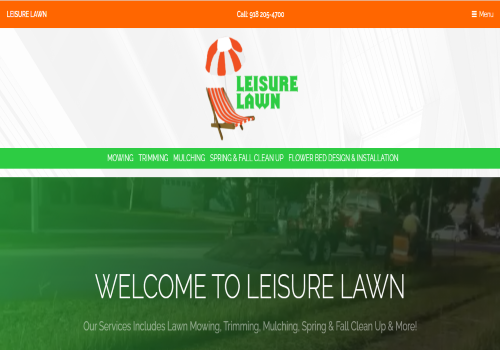 LEISURE LAWN
Call: 918 205-4700
☰ Menu
LEISURE
LAWN
MOWING TRIMMING MULCHING SPRING & FALL CLEAN UP FLOWER BED DESIGN & INSTALLATION
WELCOME TO LEISURE LAWN
Our Services Includes Lawn Mowing, Trimming, Mulching, Spring & Fall Clean Up & More!